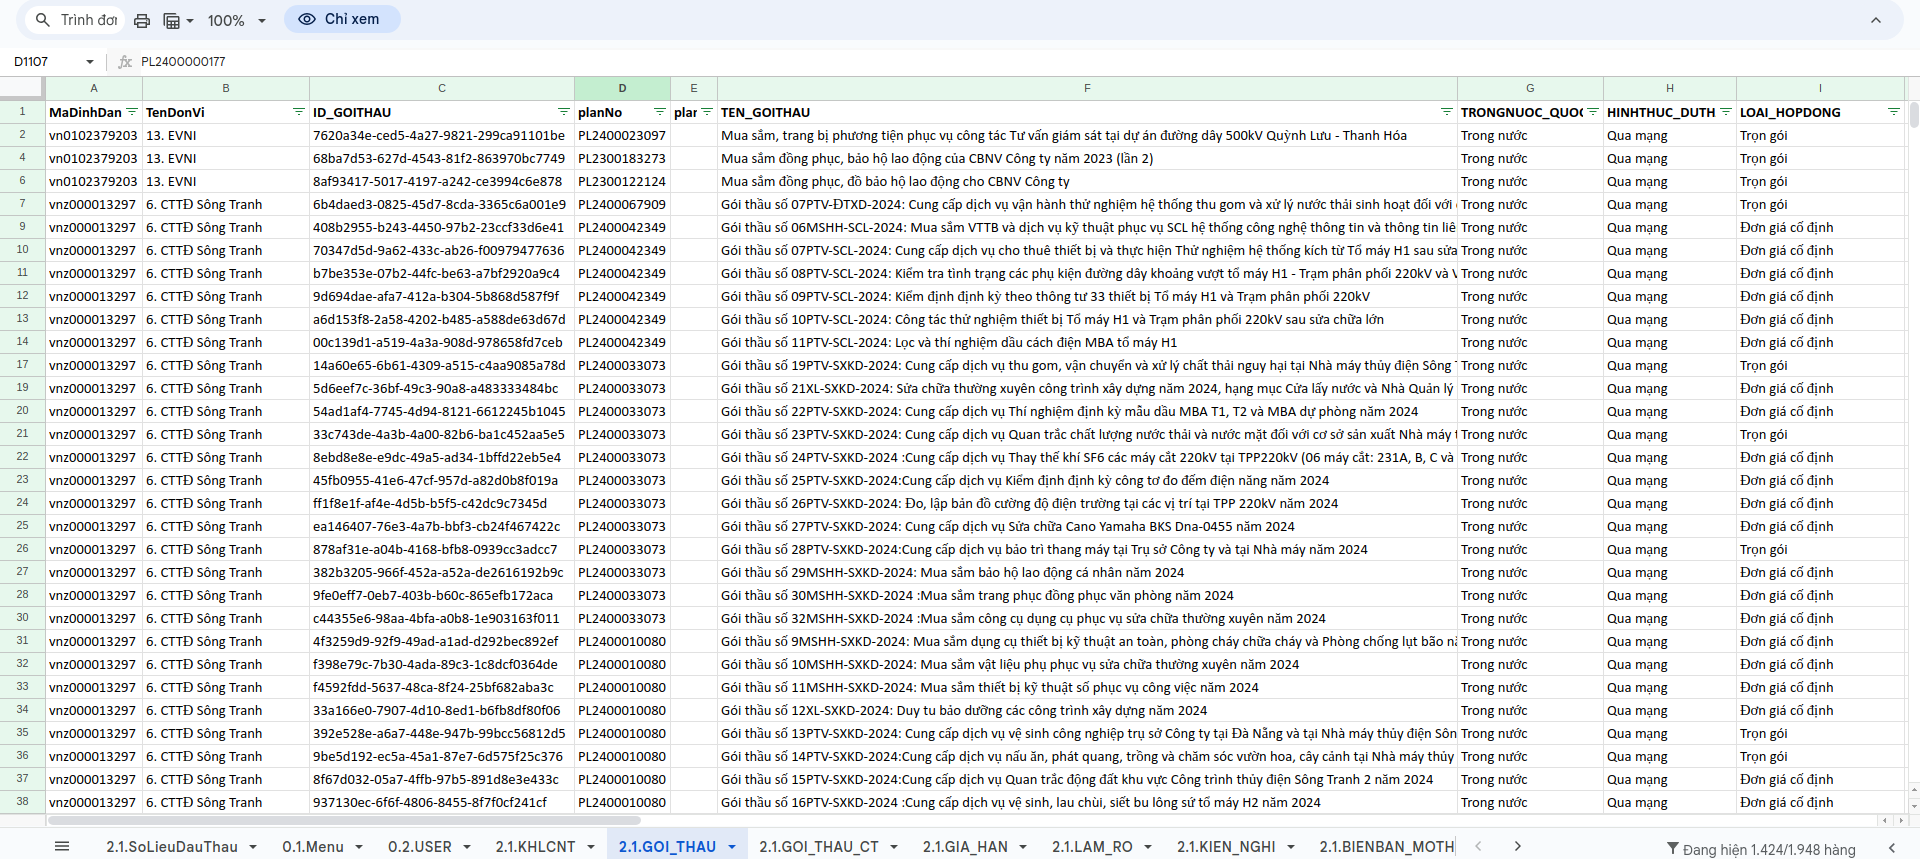 Trình đơn 100% Chỉ xem
D1107 fx PL2400000177
A B C D E F G H I
1 MaDinhDan TenDonVi ID_GOITHAU planNo plan TEN_GOITHAU TRONGNUOC_QUOC HINHTHUC_DUTH LOAI_HOPDONG
2 vn0102379203 13. EVNI 7620a34e-ced5-4a27-9821-299ca91101be PL2400023097 Mua sắm, trang bị phương tiện phục vụ công tác Tư vấn giám sát tại dự án đường dây 500kV Quỳnh Lưu - Thanh Hóa Trong nước Qua mạng Trọn gói
4 vn0102379203 13. EVNI 68ba7d53-627d-4543-81f2-863970bc7749 PL2300183273 Mua sắm đồng phục, bảo hộ lao động của CBNV Công ty năm 2023 (lần 2) Trong nước Qua mạng Trọn gói
6 vn0102379203 13. EVNI 8af93417-5017-4197-a242-ce3994c6e878 PL2300122124 Mua sắm đồng phục, đồ bảo hộ lao động cho CBNV Công ty Trong nước Qua mạng Trọn gói
7 vnz000013297 6. CTTĐ Sông Tranh 6b4daed3-0825-45d7-8cda-3365c6a001e9 PL2400067909 Gói thầu số 07PTV-ĐTXD-2024: Cung cấp dịch vụ vận hành thử nghiệm hệ thống thu gom và xử lý nước thải sinh hoạt đối với Trong nước Qua mạng Trọn gói
9 vnz000013297 6. CTTĐ Sông Tranh 408b2955-b243-4450-97b2-23ccf33d6e41 PL2400042349 Gói thầu số 06MSHH-SCL-2024: Mua sắm VTTB và dịch vụ kỹ thuật phục vụ SCL hệ thống công nghệ thông tin và thông tin liê Trong nước Qua mạng Đơn giá cố định
10 vnz000013297 6. CTTĐ Sông Tranh 70347d5d-9a62-433c-ab26-f00979477636 PL2400042349 Gói thầu số 07PTV-SCL-2024: Cung cấp dịch vụ cho thuê thiết bị và thực hiện Thử nghiệm hệ thống kích từ Tổ máy H1 sau sửa Trong nước Qua mạng Đơn giá cố định
11 vnz000013297 6. CTTĐ Sông Tranh b7be353e-07b2-44fc-be63-a7bf2920a9c4 PL2400042349 Gói thầu số 08PTV-SCL-2024: Kiểm tra tình trạng các phụ kiện đường dây khoảng vượt tổ máy H1 - Trạm phân phối 220kV và V Trong nước Qua mạng Đơn giá cố định
12 vnz000013297 6. CTTĐ Sông Tranh 9d694dae-afa7-412a-b304-5b868d587f9f PL2400042349 Gói thầu số 09PTV-SCL-2024: Kiểm định định kỳ theo thông tư 33 thiết bị Tổ máy H1 và Trạm phân phối 220kV Trong nước Qua mạng Đơn giá cố định
13 vnz000013297 6. CTTĐ Sông Tranh a6d153f8-2a58-4202-b485-a588de63d67d PL2400042349 Gói thầu số 10PTV-SCL-2024: Công tác thử nghiệm thiết bị Tổ máy H1 và Trạm phân phối 220kV sau sửa chữa lớn Trong nước Qua mạng Đơn giá cố định
14 vnz000013297 6. CTTĐ Sông Tranh 00c139d1-a519-4a3a-908d-978658fd7ceb PL2400042349 Gói thầu số 11PTV-SCL-2024: Lọc và thí nghiệm dầu cách điện MBA tổ máy H1 Trong nước Qua mạng Đơn giá cố định
17 vnz000013297 6. CTTĐ Sông Tranh 14a60e65-6b61-4309-a515-c4aa9085a78d PL2400033073 Gói thầu số 19PTV-SXKD-2024: Cung cấp dịch vụ thu gom, vận chuyển và xử lý chất thải nguy hại tại Nhà máy thủy điện Sông T Trong nước Qua mạng Trọn gói
19 vnz000013297 6. CTTĐ Sông Tranh 5d6eef7c-36bf-49c3-90a8-a483333484bc PL2400033073 Gói thầu số 21XL-SXKD-2024: Sửa chữa thường xuyên công trình xây dựng năm 2024, hạng mục Cửa lấy nước và Nhà Quản lý Trong nước Qua mạng Đơn giá cố định
20 vnz000013297 6. CTTĐ Sông Tranh 54ad1af4-7745-4d94-8121-6612245b1045 PL2400033073 Gói thầu số 22PTV-SXKD-2024: Cung cấp dịch vụ Thí nghiệm định kỳ mẫu dầu MBA T1, T2 và MBA dự phòng năm 2024 Trong nước Qua mạng Đơn giá cố định
21 vnz000013297 6. CTTĐ Sông Tranh 33c743de-4a3b-4a00-82b6-ba1c452aa5e5 PL2400033073 Gói thầu số 23PTV-SXKD-2024: Cung cấp dịch vụ Quan trắc chất lượng nước thải và nước mặt đối với cơ sở sản xuất Nhà máy t Trong nước Qua mạng Trọn gói
22 vnz000013297 6. CTTĐ Sông Tranh 8ebd8e8e-e9dc-49a5-ad34-1bffd22eb5e4 PL2400033073 Gói thầu số 24PTV-SXKD-2024 :Cung cấp dịch vụ Thay thế khí SF6 các máy cắt 220kV tại TPP220kV (06 máy cắt: 231A, B, C và Trong nước Qua mạng Đơn giá cố định
23 vnz000013297 6. CTTĐ Sông Tranh 45fb0955-41e6-47cf-957d-a82d0b8f019a PL2400033073 Gói thầu số 25PTV-SXKD-2024:Cung cấp dịch vụ Kiểm định định kỳ công tơ đo đếm điện năng năm 2024 Trong nước Qua mạng Đơn giá cố định
24 vnz000013297 6. CTTĐ Sông Tranh ff1f8e1f-af4e-4d5b-b5f5-c42dc9c7345d PL2400033073 Gói thầu số 26PTV-SXKD-2024: Đo, lập bản đồ cường độ điện trường tại các vị trí tại TPP 220kV năm 2024 Trong nước Qua mạng Đơn giá cố định
25 vnz000013297 6. CTTĐ Sông Tranh ea146407-76e3-4a7b-bbf3-cb24f467422c PL2400033073 Gói thầu số 27PTV-SXKD-2024: Cung cấp dịch vụ Sửa chữa Cano Yamaha BKS Dna-0455 năm 2024 Trong nước Qua mạng Đơn giá cố định
26 vnz000013297 6. CTTĐ Sông Tranh 878af31e-a04b-4168-bfb8-0939cc3adcc7 PL2400033073 Gói thầu số 28PTV-SXKD-2024:Cung cấp dịch vụ bảo trì thang máy tại Trụ sở Công ty và tại Nhà máy năm 2024 Trong nước Qua mạng Trọn gói
27 vnz000013297 6. CTTĐ Sông Tranh 382b3205-966f-452a-a52a-de2616192b9c PL2400033073 Gói thầu số 29MSHH-SXKD-2024: Mua sắm bảo hộ lao động cá nhân năm 2024 Trong nước Qua mạng Đơn giá cố định
28 vnz000013297 6. CTTĐ Sông Tranh 9fe0eff7-0eb7-403b-b60c-865efb172aca PL2400033073 Gói thầu số 30MSHH-SXKD-2024 :Mua sắm trang phục đồng phục văn phòng năm 2024 Trong nước Qua mạng Đơn giá cố định
30 vnz000013297 6. CTTĐ Sông Tranh c44355e6-98aa-4bfa-a0b8-1e903163f011 PL2400033073 Gói thầu số 32MSHH-SXKD-2024 :Mua sắm công cụ dụng cụ phục vụ sửa chữa thường xuyên năm 2024 Trong nước Qua mạng Đơn giá cố định
31 vnz000013297 6. CTTĐ Sông Tranh 4f3259d9-92f9-49ad-a1ad-d292bec892ef PL2400010080 Gói thầu số 9MSHH-SXKD-2024: Mua sắm dụng cụ thiết bị kỹ thuật an toàn, phòng cháy chữa cháy và Phòng chống lụt bão nă Trong nước Qua mạng Đơn giá cố định
32 vnz000013297 6. CTTĐ Sông Tranh f398e79c-7b30-4ada-89c3-1c8dcf0364de PL2400010080 Gói thầu số 10MSHH-SXKD-2024: Mua sắm vật liệu phụ phục vụ sửa chữa thường xuyên năm 2024 Trong nước Qua mạng Đơn giá cố định
33 vnz000013297 6. CTTĐ Sông Tranh f4592fdd-5637-48ca-8f24-25bf682aba3c PL2400010080 Gói thầu số 11MSHH-SXKD-2024: Mua sắm thiết bị kỹ thuật số phục vụ công việc năm 2024 Trong nước Qua mạng Đơn giá cố định
34 vnz000013297 6. CTTĐ Sông Tranh 33a166e0-7907-4d10-8ed1-b6fb8df80f06 PL2400010080 Gói thầu số 12XL-SXKD-2024: Duy tu bảo dưỡng các công trình xây dựng năm 2024 Trong nước Qua mạng Đơn giá cố định
35 vnz000013297 6. CTTĐ Sông Tranh 392e528e-a6a7-448e-947b-99bcc56812d5 PL2400010080 Gói thầu số 13PTV-SXKD-2024: Cung cấp dịch vụ vệ sinh công nghiệp trụ sở Công ty tại Đà Nẵng và tại Nhà máy thủy điện Sôn Trong nước Qua mạng Trọn gói
36 vnz000013297 6. CTTĐ Sông Tranh 9be5d192-ec5a-45a1-87e7-6d575f25c376 PL2400010080 Gói thầu số 14PTV-SXKD-2024:Cung cấp dịch vụ nấu ăn, phát quang, trồng và chăm sóc vườn hoa, cây cảnh tại Nhà máy thủy Trong nước Qua mạng Trọn gói
37 vnz000013297 6. CTTĐ Sông Tranh 8f67d032-05a7-4ffb-97b5-891d8e3e433c PL2400010080 Gói thầu số 15PTV-SXKD-2024:Cung cấp dịch vụ Quan trắc động đất khu vực Công trình thủy điện Sông Tranh 2 năm 2024 Trong nước Qua mạng Đơn giá cố định
38 vnz000013297 6. CTTĐ Sông Tranh 937130ec-6f6f-4806-8455-8f7f0cf241cf PL2400010080 Gói thầu số 16PTV-SXKD-2024 :Cung cấp dịch vụ vệ sinh, lau chùi, siết bu lông sứ tổ máy H2 năm 2024 Trong nước Qua mạng Đơn giá cố định
2.1.SoLieuDauThau 0.1.Menu 0.2.USER 2.1.KHLCNT 2.1.GOI_THAU 2.1.GOI_THAU_CT 2.1.GIA_HAN 2.1.LAM_RO 2.1.KIEN_NGHI 2.1.BIENBAN_MOTH Đang hiện 1.424/1.948 hàng